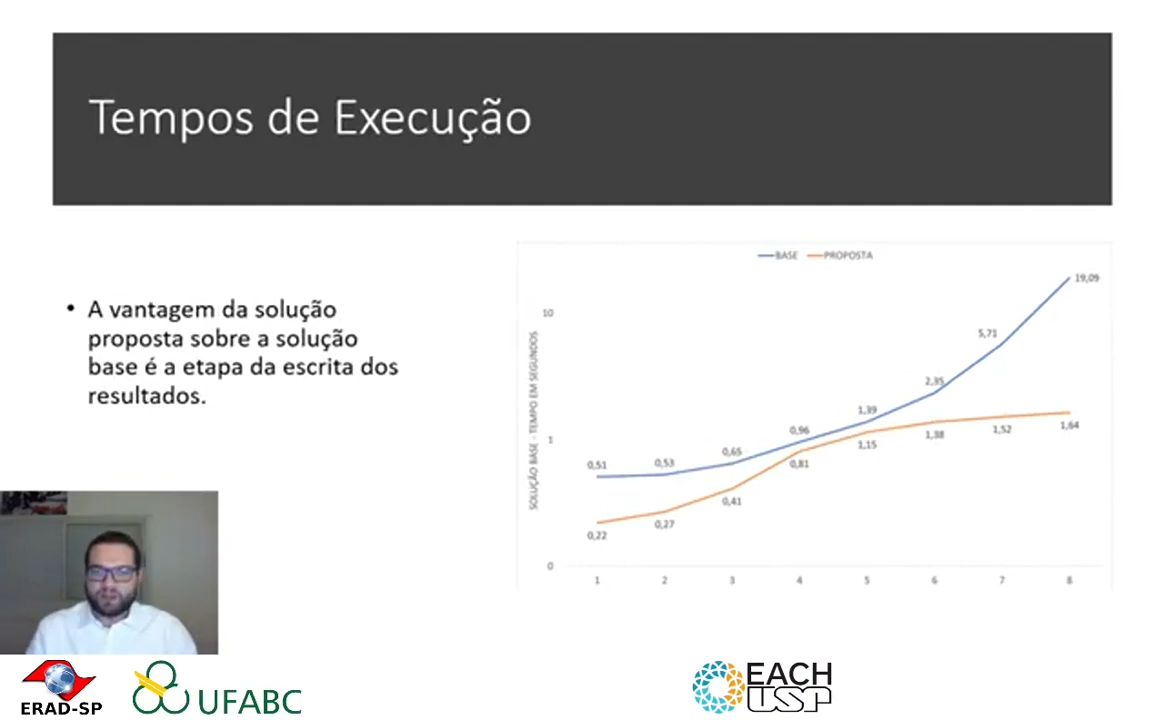 Tempos de Execução
• A vantagem da solução
proposta sobre a solução
base é a etapa da escrita dos
resultados.
BASE PROPOSTA
SOLUÇÃO BASE - TEMPO EM SEGUNDOS
10
1
0
19,09
5,71
2,35
1,39
0,96
0,65
0,53
0,51
0,22
0,27
0,41
0,81
1,15
1,38
1,52
1,64
1 2 3 4 5 6 7 8
ERAD-SP
UFABC
EACH
USP